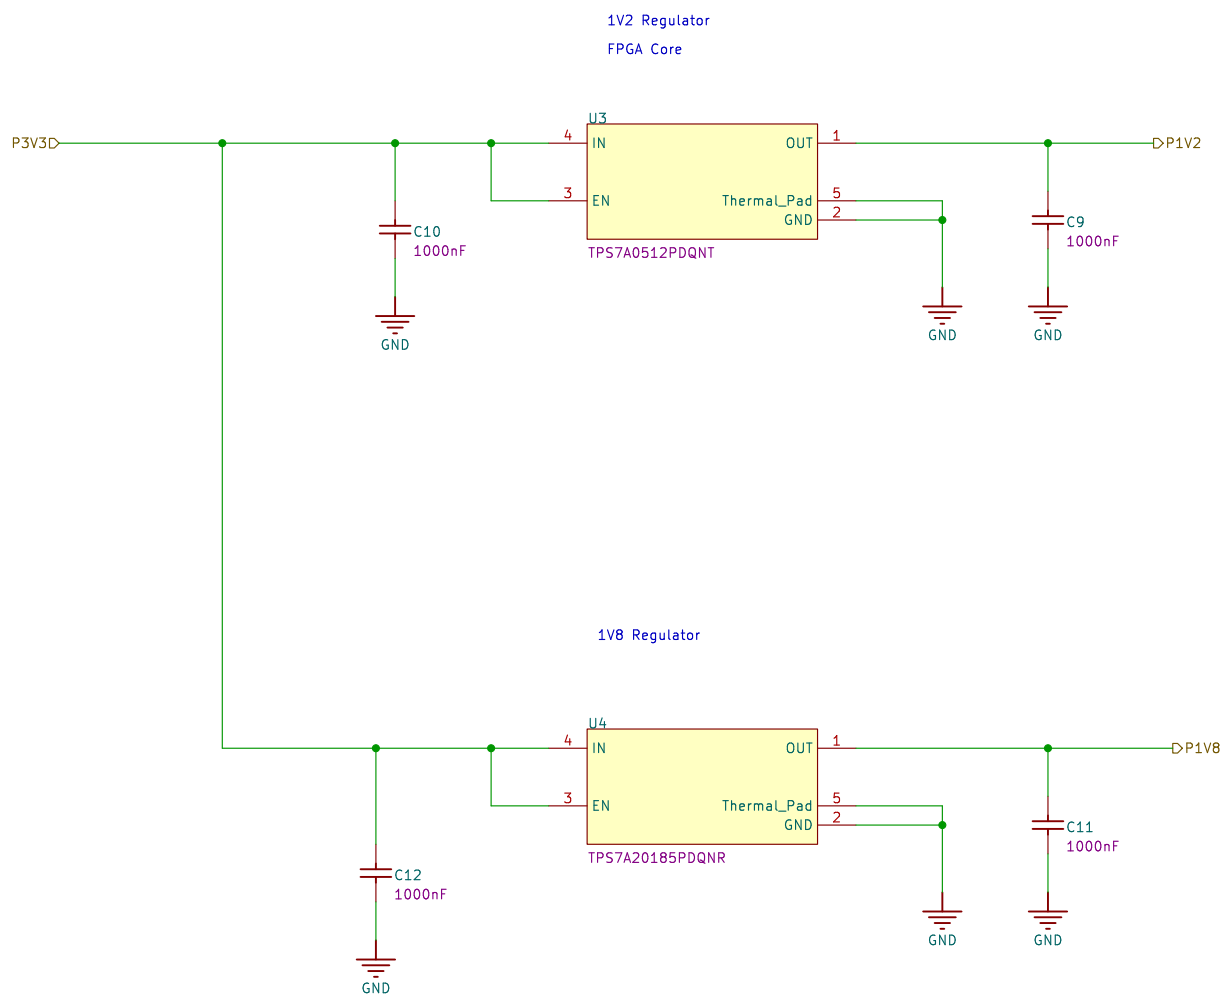 1V2 Regulator
FPGA Core
U3
P3V3
4
IN
OUT
1
P1V2
3
EN
Thermal_Pad
5
GND
2
C10
1000nF
C9
1000nF
TPS7A0512PDQNT
GND
GND
GND
1V8 Regulator
U4
4
IN
OUT
1
P1V8
3
EN
Thermal_Pad
5
GND
2
C11
1000nF
TPS7A20185PDQNR
C12
1000nF
GND
GND
GND